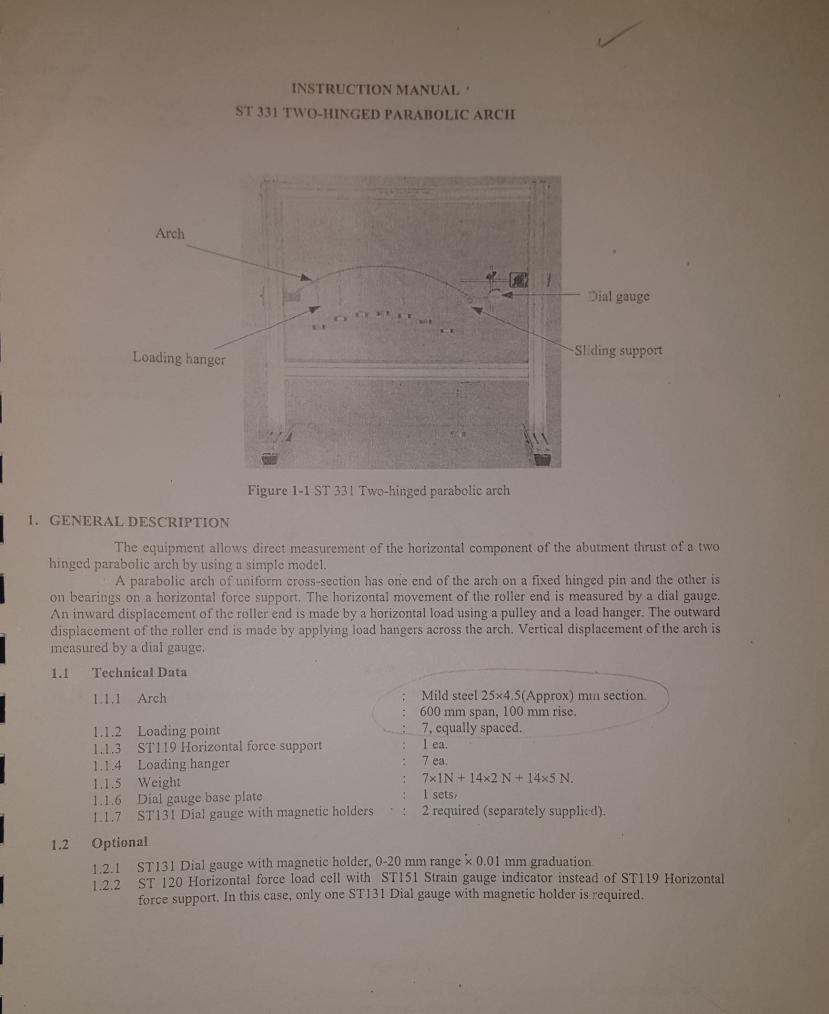 INSTRUCTION MANUAL
ST 331 TWO-HINGED PARABOLIC ARCH
Arch
Dial gauge
Loading hanger
Sliding support
Figure 1-1 ST 331 Two-hinged parabolic arch
1. GENERAL DESCRIPTION
The equipment allows direct measurement of the horizontal component of the abutment thrust of a two
hinged parabolic arch by using a simple model.
A parabolic arch of uniform cross-section has one end of the arch on a fixed hinged pin and the other is
on bearings on a horizontal force support. The horizontal movement of the roller end is measured by a dial gauge.
An inward displacement of the roller end is made by a horizontal load using a pulley and a load hanger. The outward
displacement of the roller end is made by applying load hangers across the arch. Vertical displacement of the arch is
measured by a dial gauge.
1.1 Technical Data
1.1.1 Arch : Mild steel 25×4.5(Approx) mm section.
: 600 mm span, 100 mm rise.
1.1.2 Loading point : 7, equally spaced.
1.1.3 ST119 Horizontal force support : 1 ea.
1.1.4 Loading hanger : 7 ea.
1.1.5 Weight : 7×1N + 14×2 N + 14×5 N.
1.1.6 Dial gauge base plate : 1 sets.
1.1.7 ST131 Dial gauge with magnetic holders : 2 required (separately supplied).
1.2 Optional
1.2.1 ST131 Dial gauge with magnetic holder, 0-20 mm range × 0.01 mm graduation.
1.2.2 ST 120 Horizontal force load cell with ST151 Strain gauge indicator instead of ST119 Horizontal
force support. In this case, only one ST131 Dial gauge with magnetic holder is required.